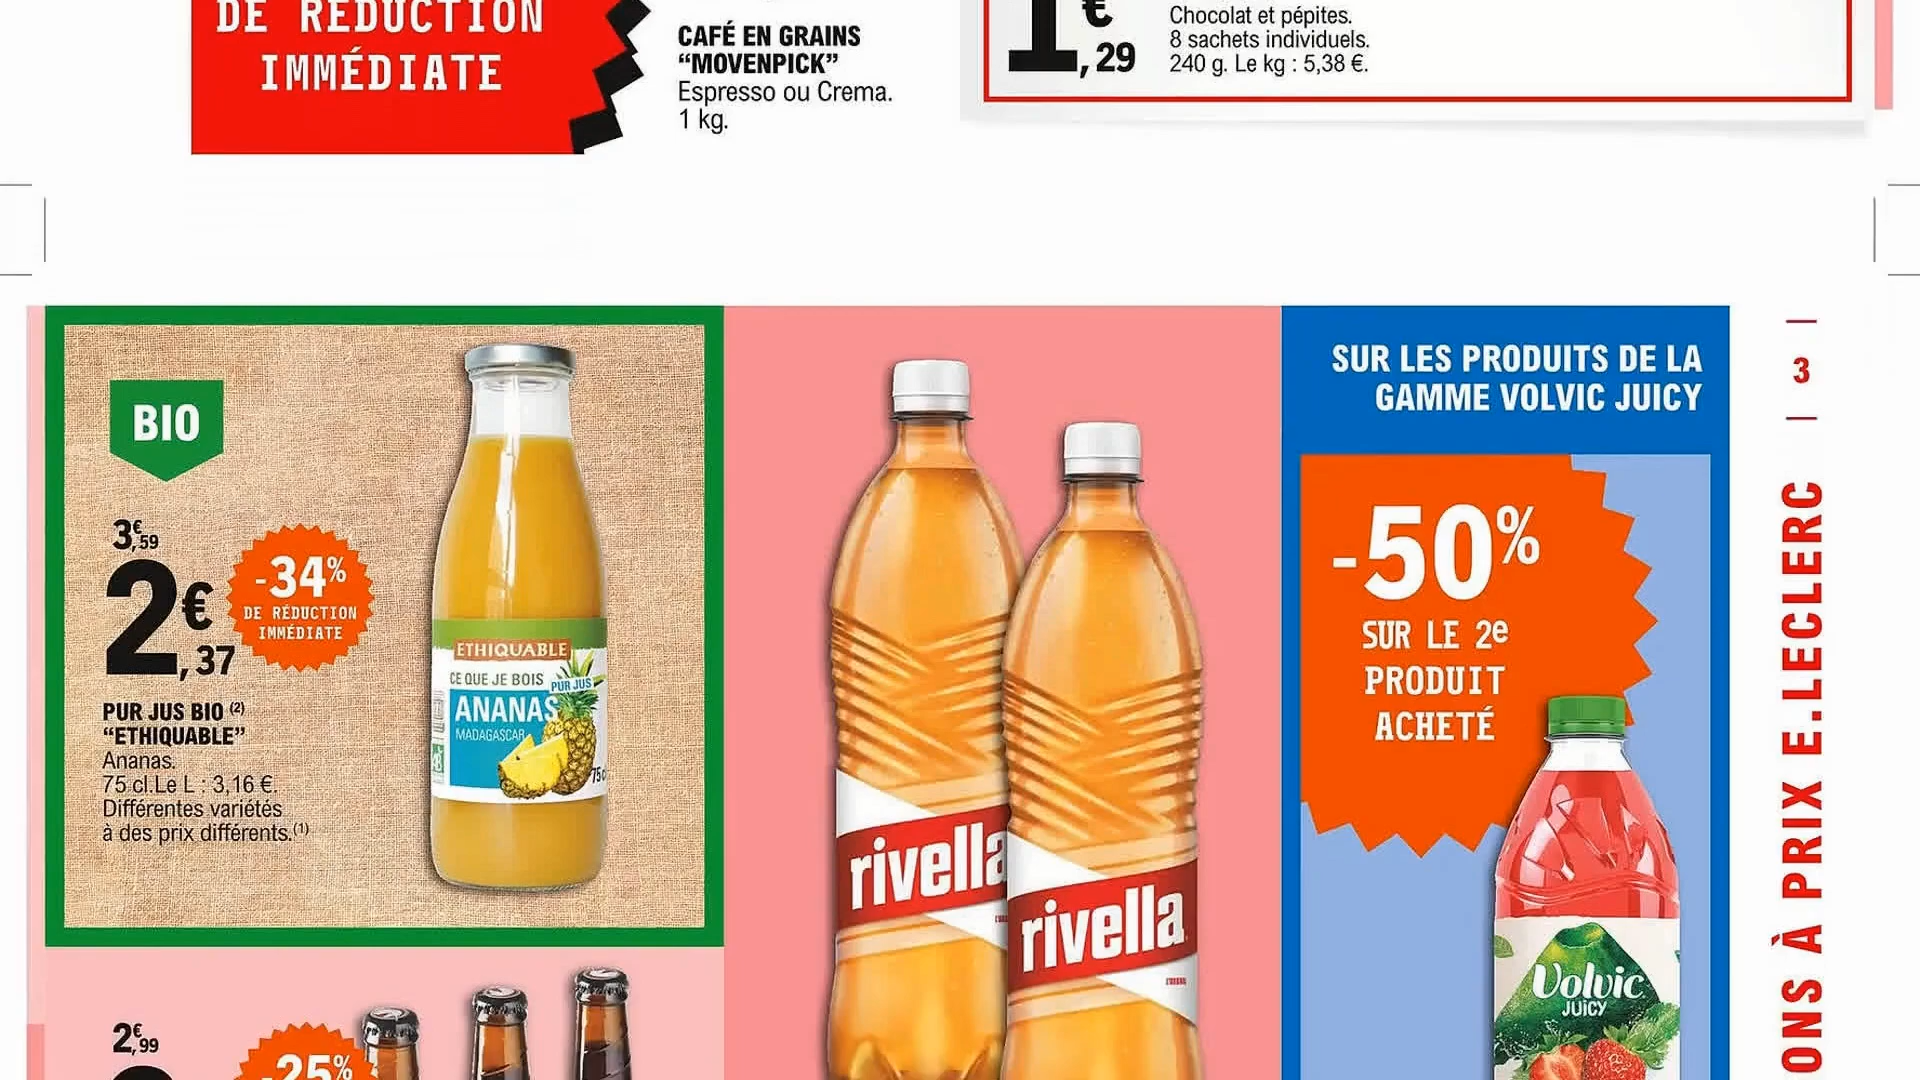 DE RÉDUCTION
IMMÉDIATE
CAFÉ EN GRAINS
“MOVENPICK”
Espresso ou Crema.
1 kg.
1€,29
Chocolat et pépites.
8 sachets individuels.
240 g. Le kg : 5,38 €.
BIO
3€,59
2€,37
-34%
DE RÉDUCTION
IMMÉDIATE
PUR JUS BIO (2)
“ETHIQUABLE”
Ananas.
75 cl.Le L : 3,16 €.
Différentes variétés
à des prix différents.(1)
ETHIQUABLE
CE QUE JE BOIS
PUR JUS
ANANAS
MADAGASCAR
75c
2€,99
-25%
rivella
rivella
SUR LES PRODUITS DE LA
GAMME VOLVIC JUICY
-50%
SUR LE 2e
PRODUIT
ACHETÉ
Volvic
JUICY
3
ONS À PRIX E.LECLERC